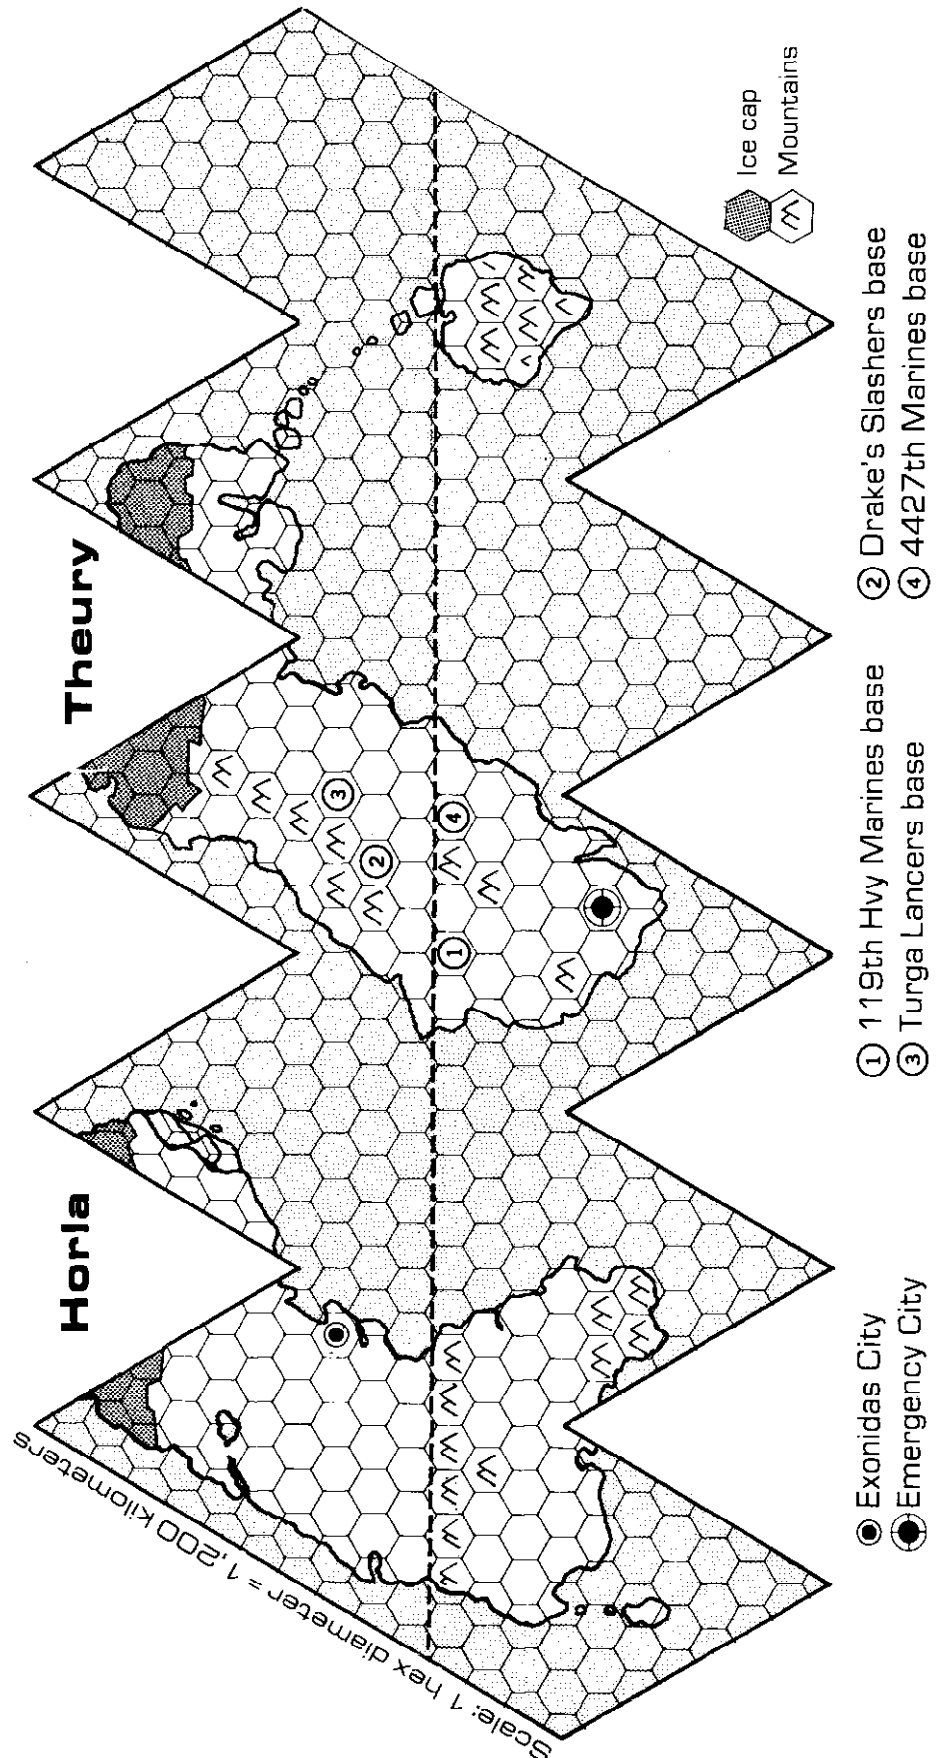 Horla
Theury
Scale: 1 hex diameter = 1,200 kilometers
3
2
4
1
Ice cap
Mountains
Exonidas City
Emergency City
1 119th Hvy Marines base
3 Turga Lancers base
2 Drake's Slashers base
4 4427th Marines base